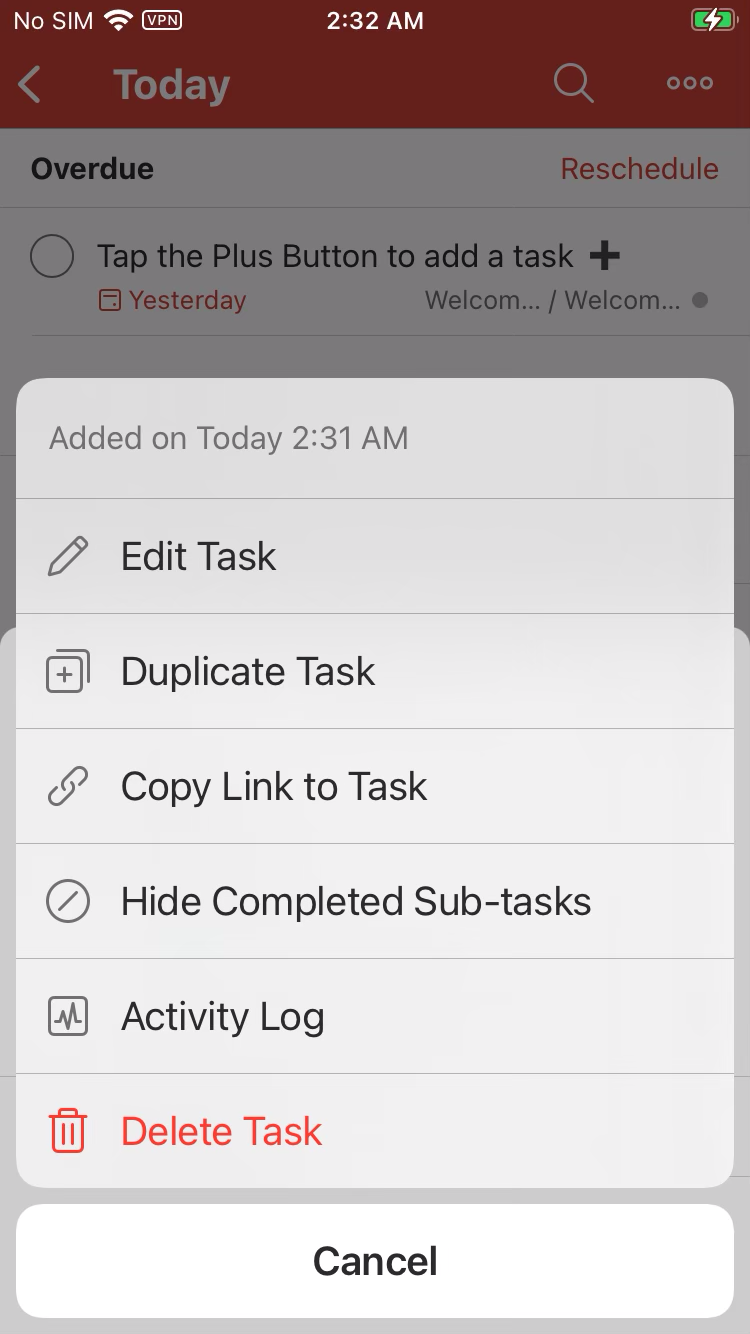 No SIM VPN 2:32 AM
Today
Overdue Reschedule
Tap the Plus Button to add a task ➕
Yesterday Welcom... / Welcom...
Added on Today 2:31 AM
Edit Task
Duplicate Task
Copy Link to Task
Hide Completed Sub-tasks
Activity Log
Delete Task
Cancel